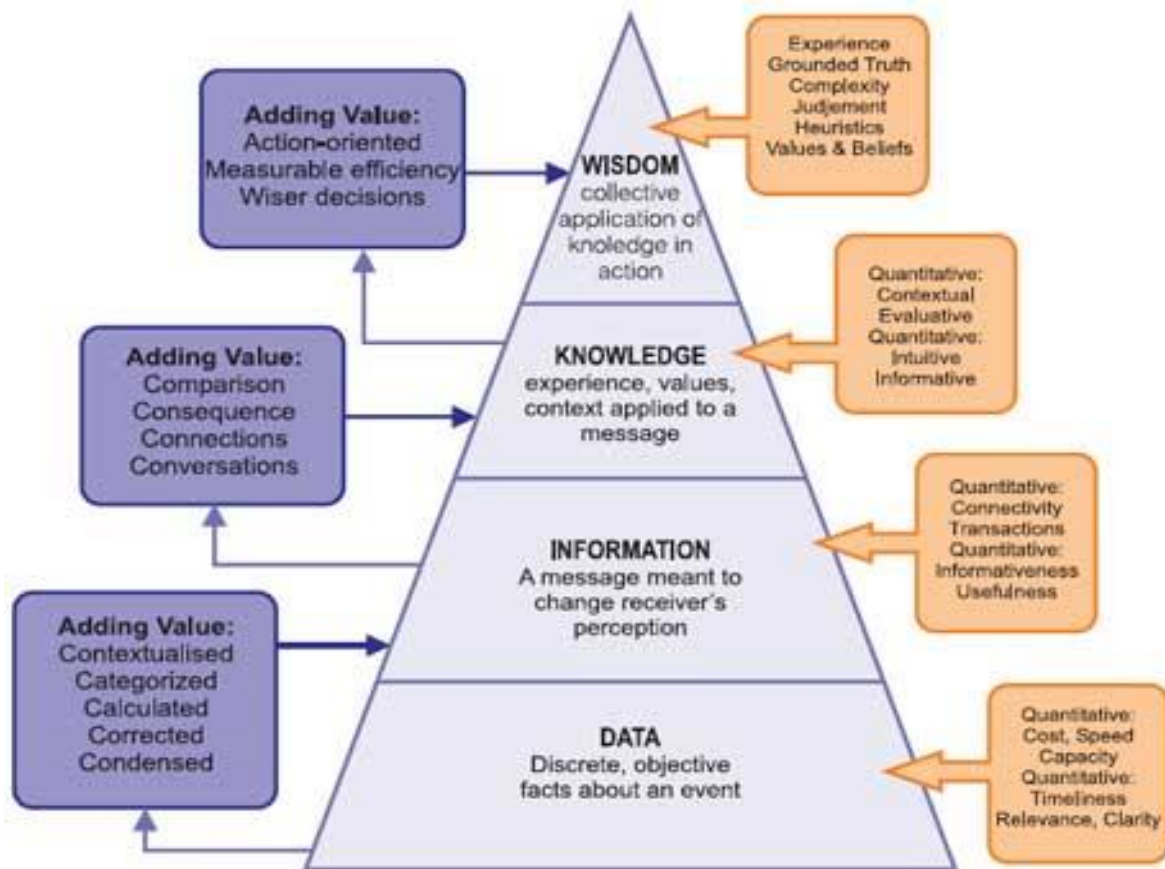 Experience
Grounded Truth
Complexity
Judjement
Heuristics
Values & Beliefs
Adding Value:
Action-oriented
Measurable efficiency
Wiser decisions
WISDOM
collective
application of
knoledge in
action
Quantitative:
Contextual
Evaluative
Quantitative:
Intuitive
Informative
Adding Value:
Comparison
Consequence
Connections
Conversations
KNOWLEDGE
experience, values,
context applied to a
message
Quantitative:
Connectivity
Transactions
Quantitative:
Informativeness
Usefulness
INFORMATION
A message meant to
change receiver´s
perception
Adding Value:
Contextualised
Categorized
Calculated
Corrected
Condensed
DATA
Discrete, objective
facts about an event
Quantitative:
Cost, Speed
Capacity
Quantitative:
Timeliness
Relevance, Clarity